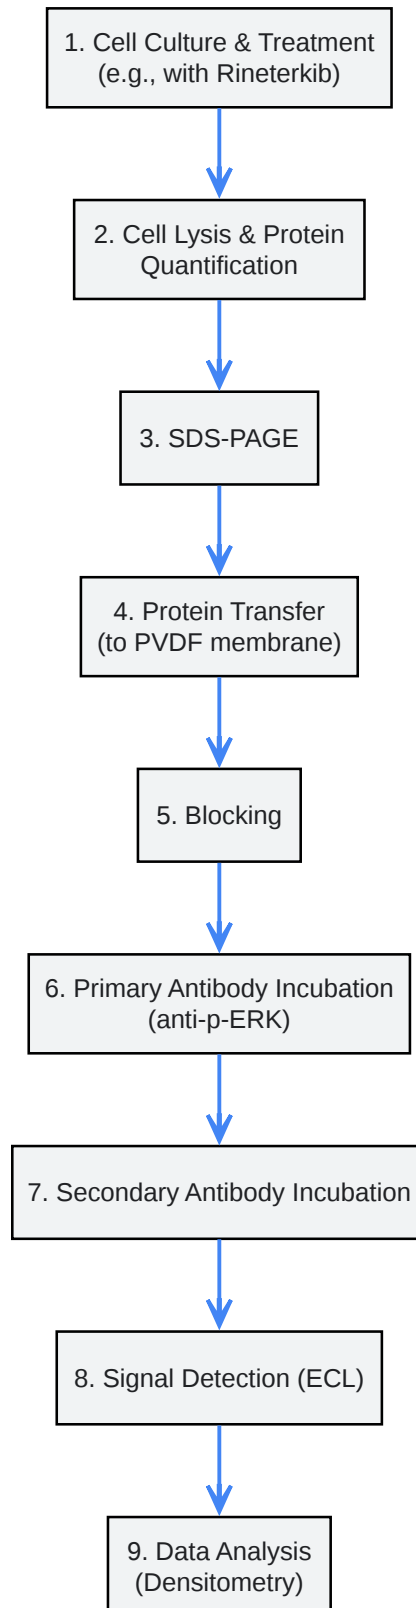 1. Cell Culture & Treatment
(e.g., with Rineterkib)
2. Cell Lysis & Protein
Quantification
3. SDS-PAGE
4. Protein Transfer
(to PVDF membrane)
5. Blocking
6. Primary Antibody Incubation
(anti-p-ERK)
7. Secondary Antibody Incubation
8. Signal Detection (ECL)
9. Data Analysis
(Densitometry)